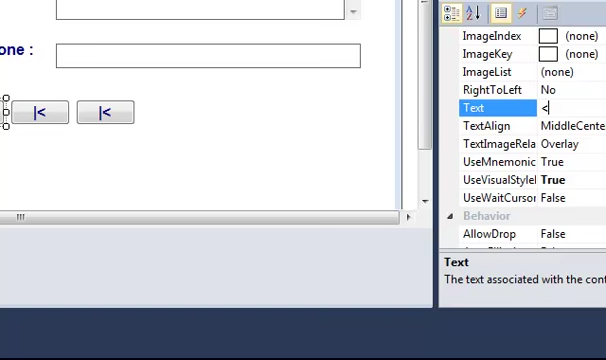 one :
|<
|<
ImageIndex (none)
ImageKey (none)
ImageList (none)
RightToLeft No
Text <
TextAlign MiddleCente
TextImageRela Overlay
UseMnemonic True
UseVisualStylel True
UseWaitCursor False
Behavior
AllowDrop False
Text
The text associated with the cont